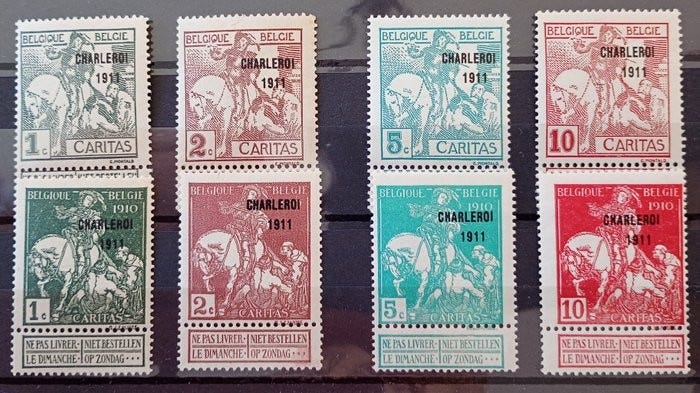 BELGIQUE BELGIE
CHARLEROI
1911
1c CARITAS
BELGIQUE BELGIE
CHARLEROI
1911
2c CARITAS
BELGIQUE BELGIE
CHARLEROI
1911
5c CARITAS
BELGIQUE BELGIE
CHARLEROI
1911
10 CARITAS
BELGIQUE BELGIE
1910
CHARLEROI
1911
1c CARITAS
NE PAS LIVRER NIET BESTELLEN
LE DIMANCHE OP ZONDAG
BELGIQUE BELGIE
1910
CHARLEROI
1911
2c CARITAS
NE PAS LIVRER NIET BESTELLEN
LE DIMANCHE OP ZONDAG
BELGIQUE BELGIE
1910
CHARLEROI
1911
5c CARITAS
NE PAS LIVRER NIET BESTELLEN
LE DIMANCHE OP ZONDAG
BELGIQUE BELGIE
1910
CHARLEROI
1911
10 CARITAS
NE PAS LIVRER NIET BESTELLEN
LE DIMANCHE OP ZONDAG